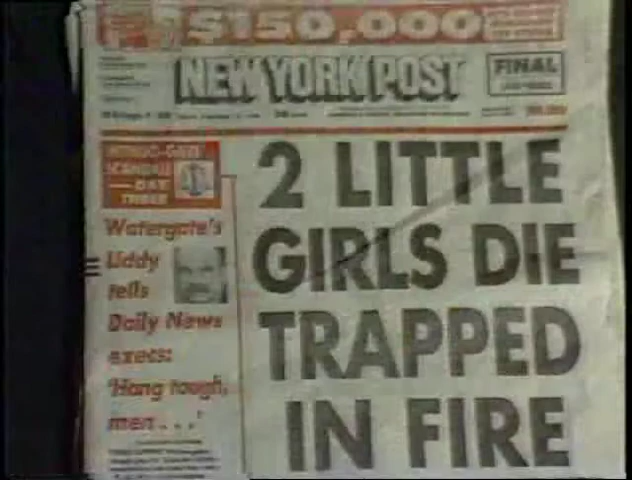 $150,000
NEW YORK POST
FINAL
SCANDAL
— DAY
THREE
Watergate's
Liddy
tells
Daily News
execs:
'Hang tough,
men...'
2 LITTLE
GIRLS DIE
TRAPPED
IN FIRE